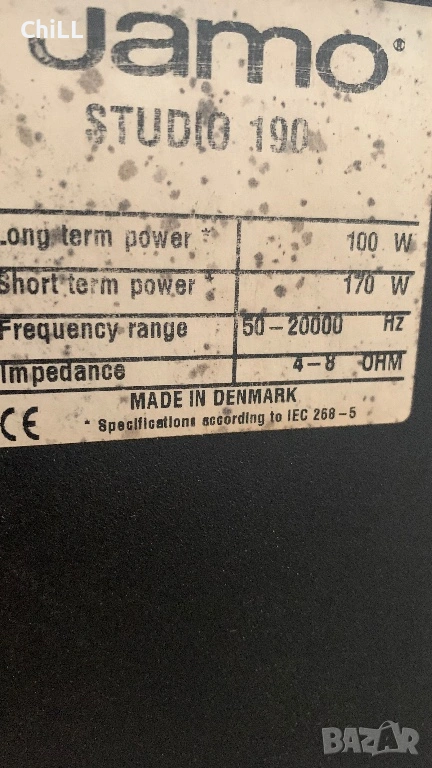 ChiLL
Jamo®
STUDIO 190
Long term power * 100 W
Short term power * 170 W
Frequency range 50-20000 HZ
Impedance 4-8 OHM
MADE IN DENMARK
CE * Specifications according to IEC 268-5
BAZAR